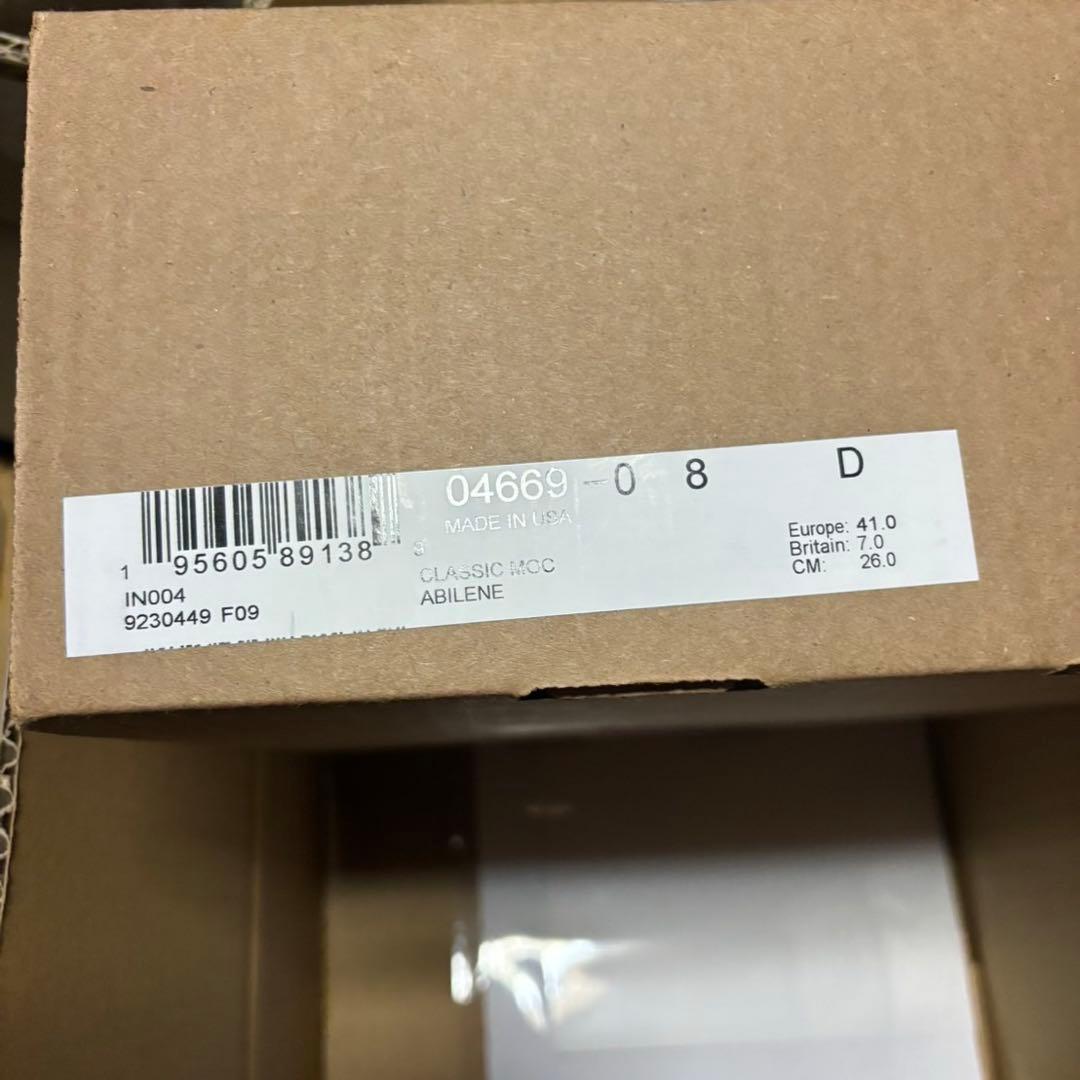 04669-0 8 D
MADE IN USA
1 95605 89138 9
Europe: 41.0
Britain: 7.0
CM: 26.0
CLASSIC MOC
ABILENE
IN004
9230449 F09